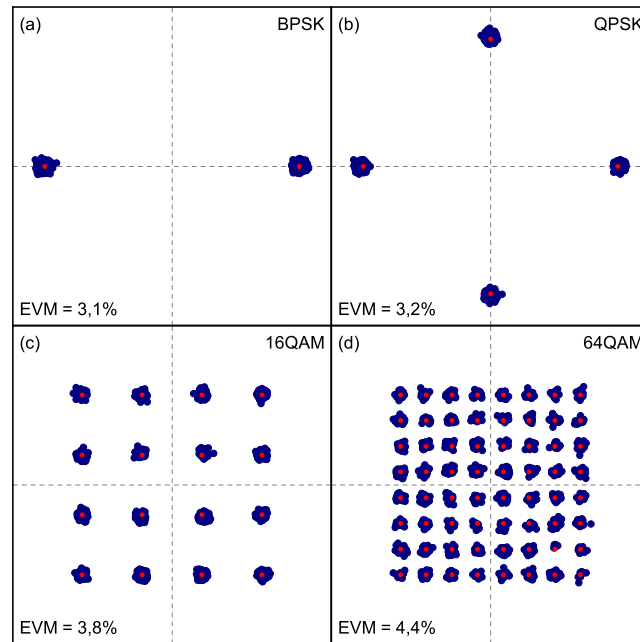 (a) BPSK
EVM = 3,1%
(b) QPSK
EVM = 3,2%
(c) 16QAM
EVM = 3,8%
(d) 64QAM
EVM = 4,4%